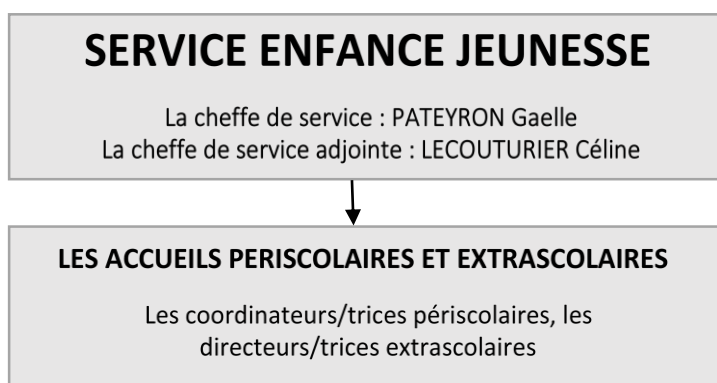 SERVICE ENFANCE JEUNESSE
La cheffe de service : PATEYRON Gaelle
La cheffe de service adjointe : LECOUTURIER Céline
LES ACCUEILS PERISCOLAIRES ET EXTRASCOLAIRES
Les coordinateurs/trices périscolaires, les
directeurs/trices extrascolaires